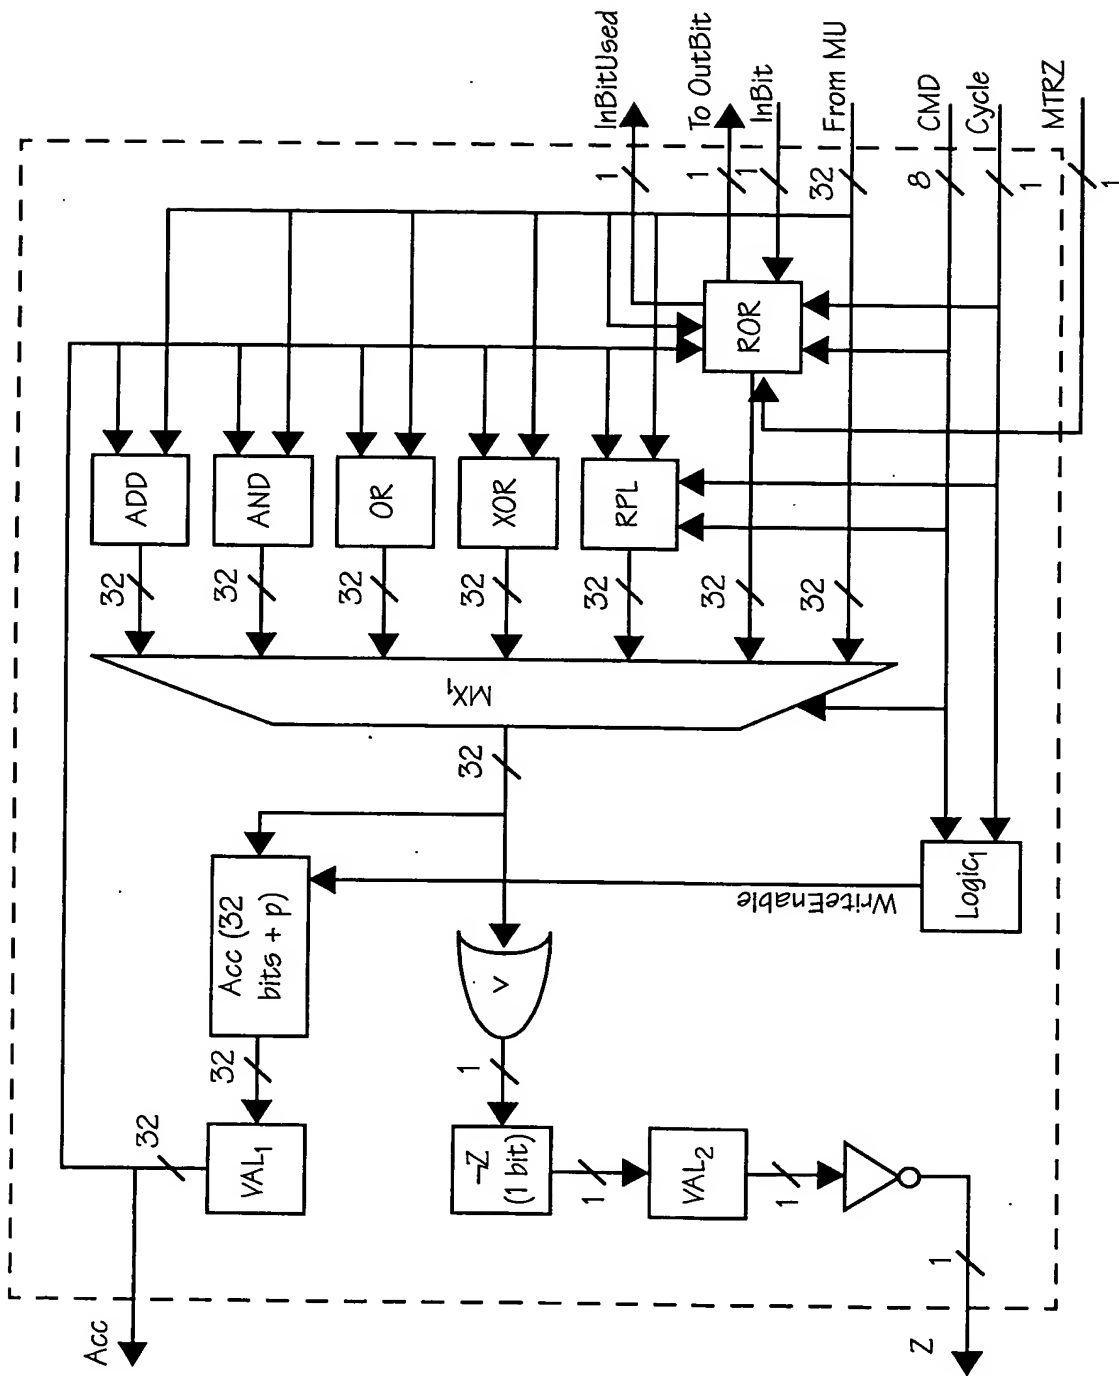 InBitUsed
To OutBit
InBit
From MU
CMD
Cycle
MTRZ
1
1
1
32
8
1
1
ADD
AND
OR
XOR
RPL
ROR
32
32
32
32
32
32
32
MX₁
32
Acc (32
bits + p)
WriteEnable
Logic₁
V
32
1
VAL₁
32
¬Z
(1 bit)
1
VAL₂
1
1
Acc
Z